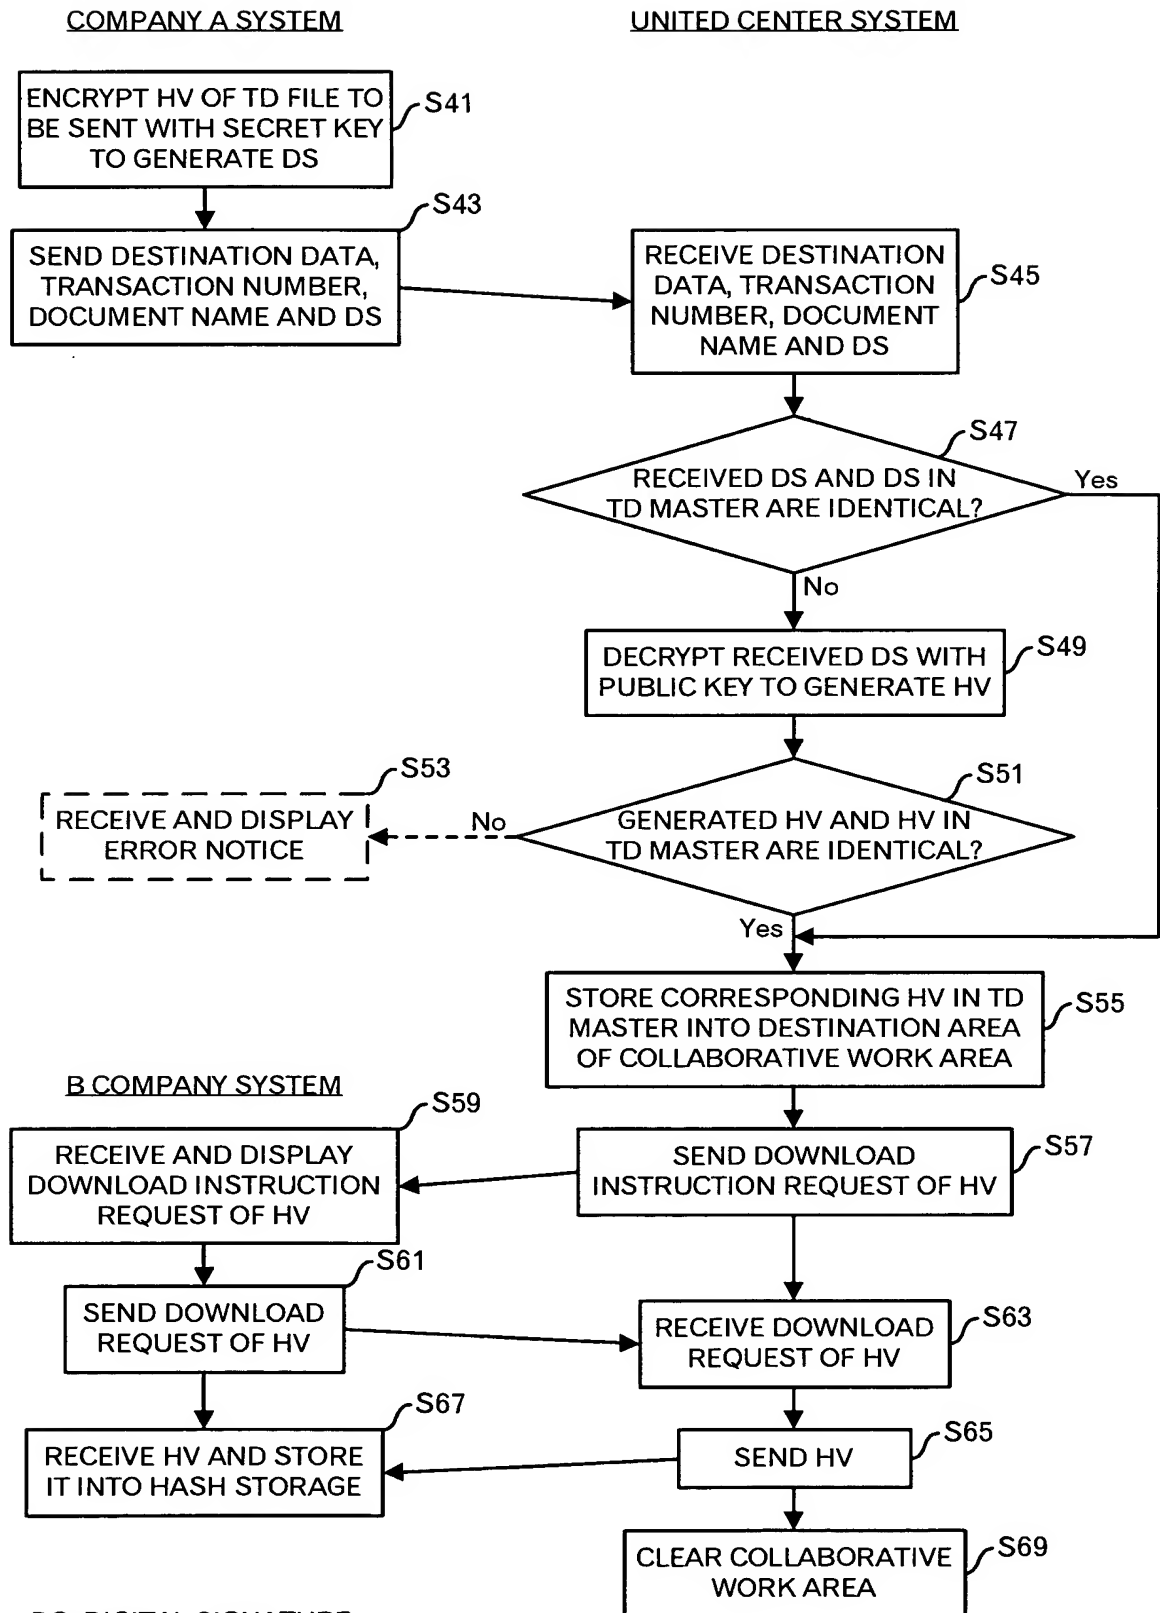 COMPANY A SYSTEM
UNITED CENTER SYSTEM
ENCRYPT HV OF TD FILE TO
BE SENT WITH SECRET KEY
TO GENERATE DS
S41
SEND DESTINATION DATA,
TRANSACTION NUMBER,
DOCUMENT NAME AND DS
S43
RECEIVE DESTINATION
DATA, TRANSACTION
NUMBER, DOCUMENT
NAME AND DS
S45
RECEIVED DS AND DS IN
TD MASTER ARE IDENTICAL?
S47
Yes
No
DECRYPT RECEIVED DS WITH
PUBLIC KEY TO GENERATE HV
S49
GENERATED HV AND HV IN
TD MASTER ARE IDENTICAL?
S51
No
RECEIVE AND DISPLAY
ERROR NOTICE
S53
Yes
STORE CORRESPONDING HV IN TD
MASTER INTO DESTINATION AREA
OF COLLABORATIVE WORK AREA
S55
B COMPANY SYSTEM
SEND DOWNLOAD
INSTRUCTION REQUEST OF HV
S57
RECEIVE AND DISPLAY
DOWNLOAD INSTRUCTION
REQUEST OF HV
S59
SEND DOWNLOAD
REQUEST OF HV
S61
RECEIVE DOWNLOAD
REQUEST OF HV
S63
SEND HV
S65
RECEIVE HV AND STORE
IT INTO HASH STORAGE
S67
CLEAR COLLABORATIVE
WORK AREA
S69